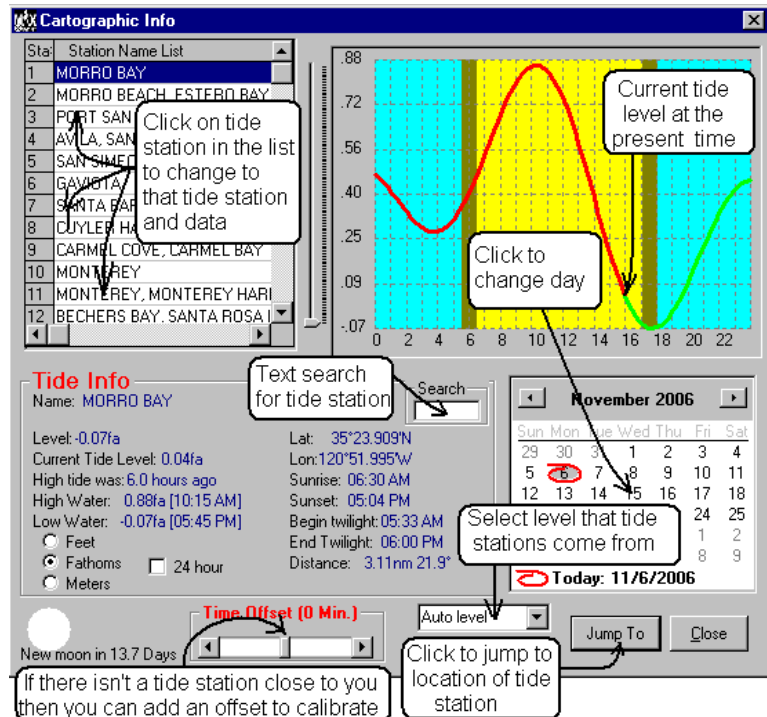 Cartographic Info
Sta Station Name List
1 MORRO BAY
2 MORRO BEACH, ESTERO BAY
3 PORT SAN
4 AVILA, SAN
5 SAN SIMEO
6 GAVIOTA
7 SANTA BAR
8 CUYLER HA
9 CARMEL COVE, CARMEL BAY
10 MONTEREY
11 MONTEREY, MONTEREY HAR
12 BECHERS BAY, SANTA ROSA I
Click on tide
station in the list
to change to
that tide station
and data
.88
.72
.56
.40
.25
.09
-.07
0 2 4 6 8 10 12 14 16 18 20 22
Current tide
level at the
present time
Click to
change day
Text search
for tide station
Search
Tide Info
Name: MORRO BAY
Level:-0.07fa
Current Tide Level: 0.04fa
High tide was: 6.0 hours ago
High Water: 0.88fa [10:15 AM]
Low Water: -0.07fa [05:45 PM]
Feet
Fathoms
Meters
24 hour
Lat: 35°23.909'N
Lon:120°51.995'W
Sunrise: 06:30 AM
Sunset: 05:04 PM
Begin twilight: 05:33 AM
End Twilight: 06:00 PM
Distance: 3.11nm 21.9°
November 2006
Sun Mon Tue Wed Thu Fri Sat
29 30 31 1 2 3 4
5 6 7 8 9 10 11
12 13 14 15 16 17 18
24 25
1 2
8 9
Today: 11/6/2006
Select level that tide
stations come from
New moon in 13.7 Days
Time Offset (0 Min.)
Auto level
Jump To
Close
If there isn't a tide station close to you
then you can add an offset to calibrate
Click to jump to
location of tide
station